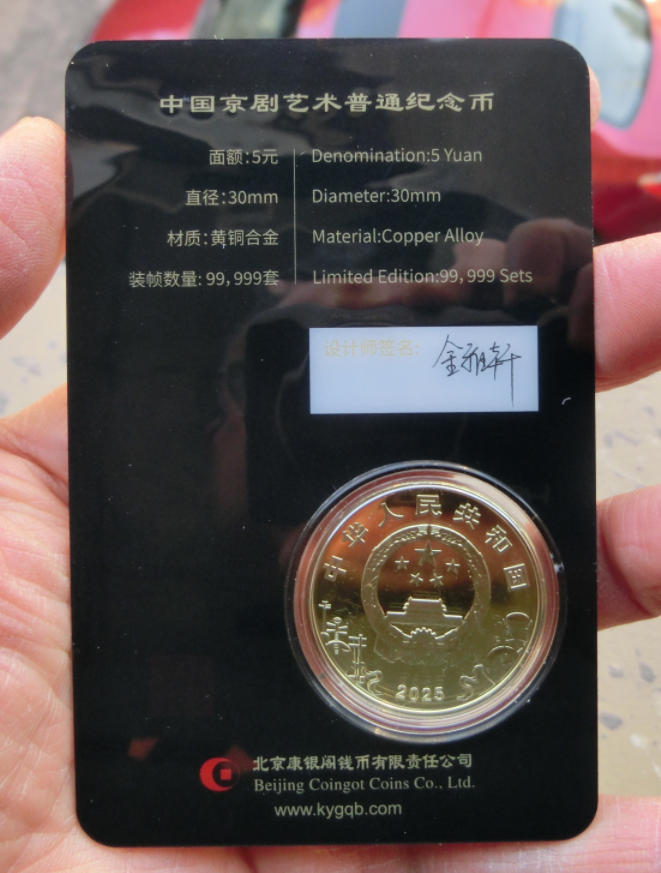 中国京剧艺术普通纪念币
面额:5元 Denomination:5 Yuan
直径:30mm Diameter:30mm
材质:黄铜合金 Material:Copper Alloy
装帧数量: 99,999套 Limited Edition:99,999 Sets
设计师签名: 金雅轩
中华人民共和国
2025
北京康银阁钱币有限责任公司
Beijing Coingot Coins Co., Ltd.
www.kygqb.com